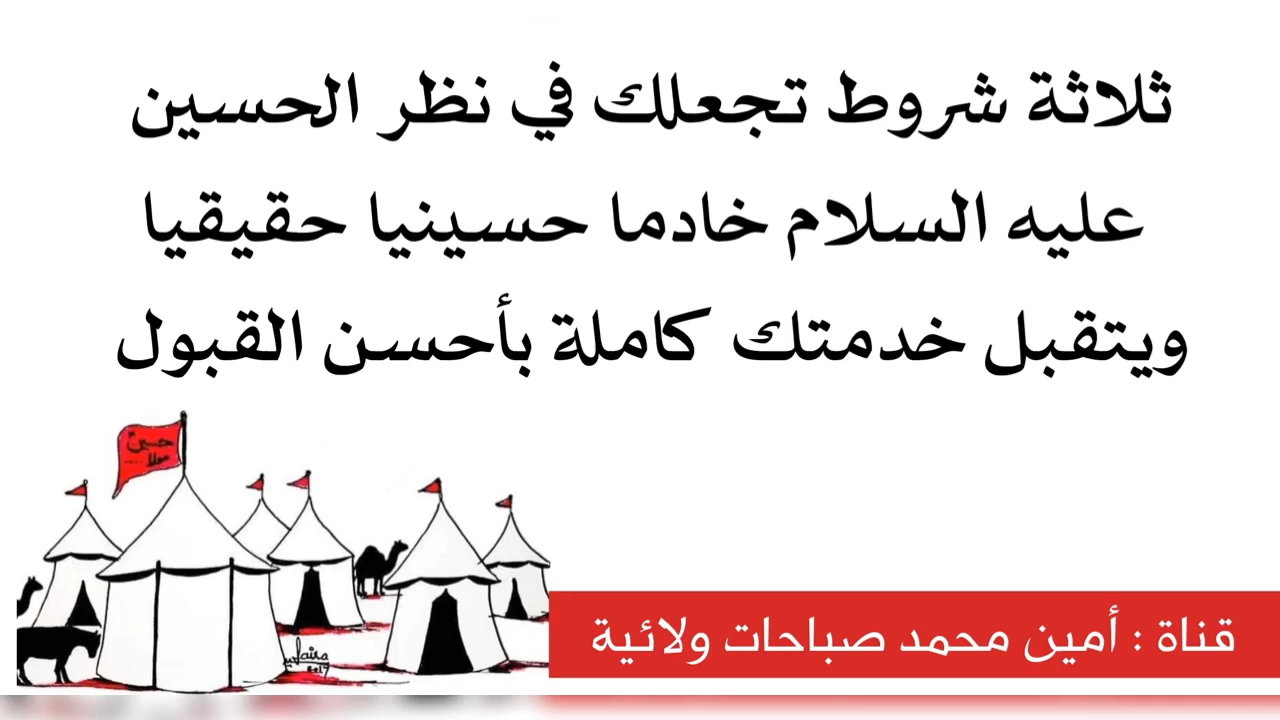 ثلاثة شروط تجعلك في نظر الحسين
عليه السلام خادما حسينيا حقيقيا
ويتقبل خدمتك كاملة بأحسن القبول
حسين
قناة : أمين محمد صباحات ولائية